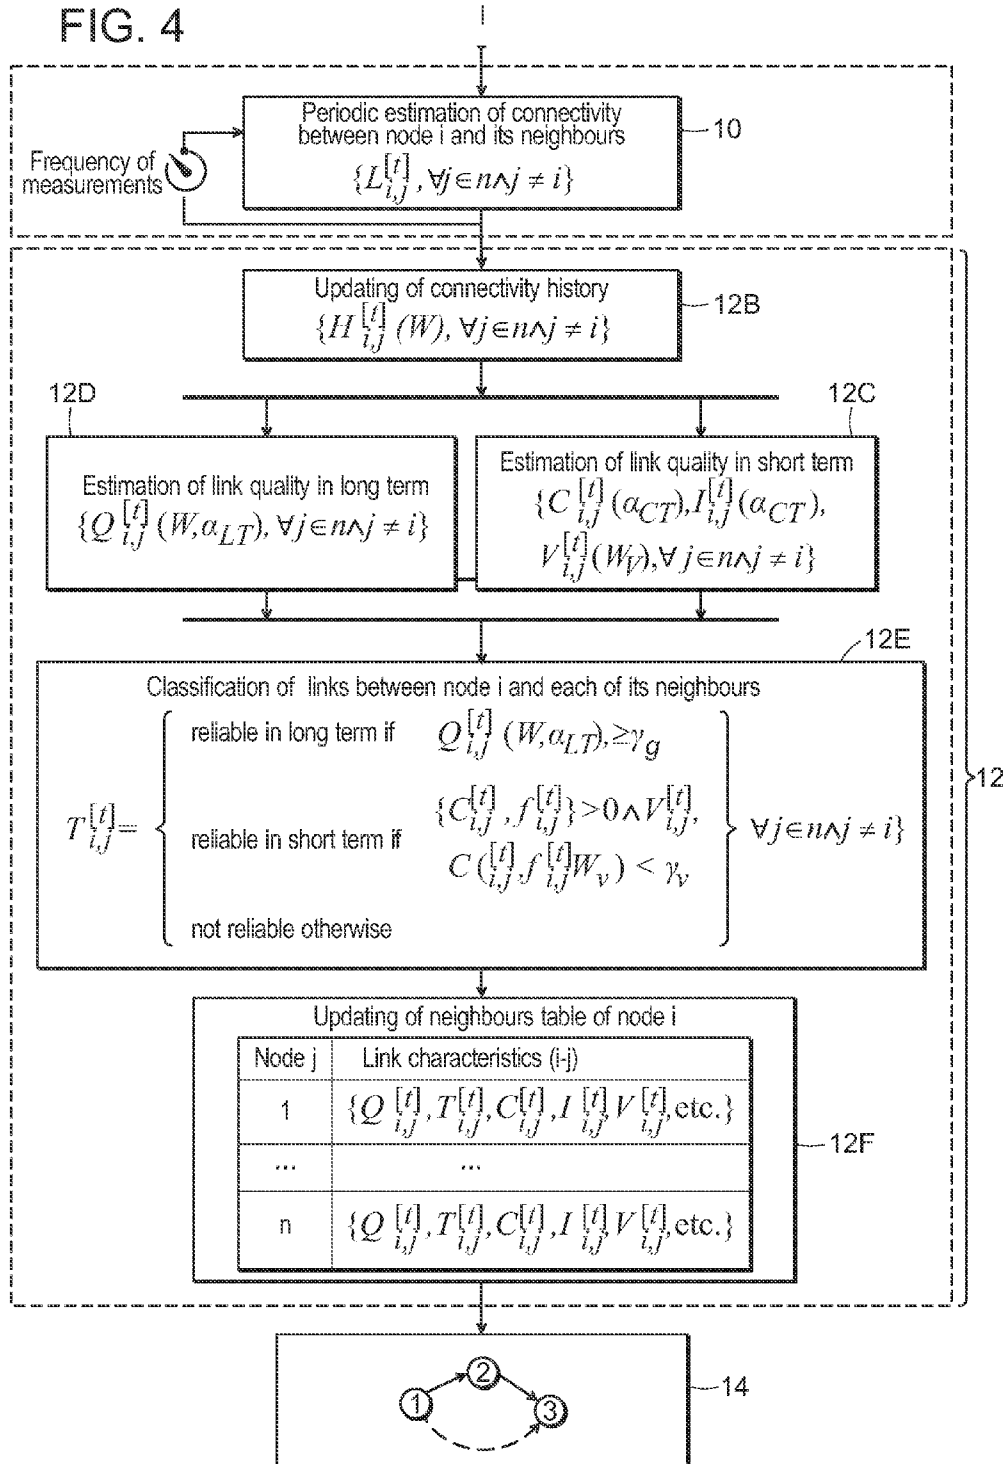 FIG. 4
Periodic estimation of connectivity
between node i and its neighbours
{L[t]i,j, ∀j∈n∧j ≠ i}
10
Frequency of
measurements
Updating of connectivity history
{H[t]i,j (W), ∀j∈n∧j ≠ i}
12B
12D
12C
Estimation of link quality in long term
{Q[t]i,j (W,αLT), ∀j∈n∧j ≠ i}
Estimation of link quality in short term
{C[t]i,j(αCT),I[t]i,j(αCT),
V[t]i,j(WV),∀ j∈n∧j ≠ i}
12E
Classification of links between node i and each of its neighbours
T[t]i,j=
reliable in long term if Q[t]i,j (W,αLT),≥γg
reliable in short term if {C[t]i,j, f[t]i,j}>0∧V[t]i,j,
C([t]i,j,f[t]i,jWv) < γv
not reliable otherwise
∀j∈n∧j ≠ i}
12
Updating of neighbours table of node i
Node j Link characteristics (i-j)
1 {Q[t]i,j,T[t]i,j,C[t]i,j,I[t]i,j,V[t]i,j,etc.}
... ...
n {Q[t]i,j,T[t]i,j,C[t]i,j,I[t]i,j,V[t]i,j,etc.}
12F
1
2
3
14